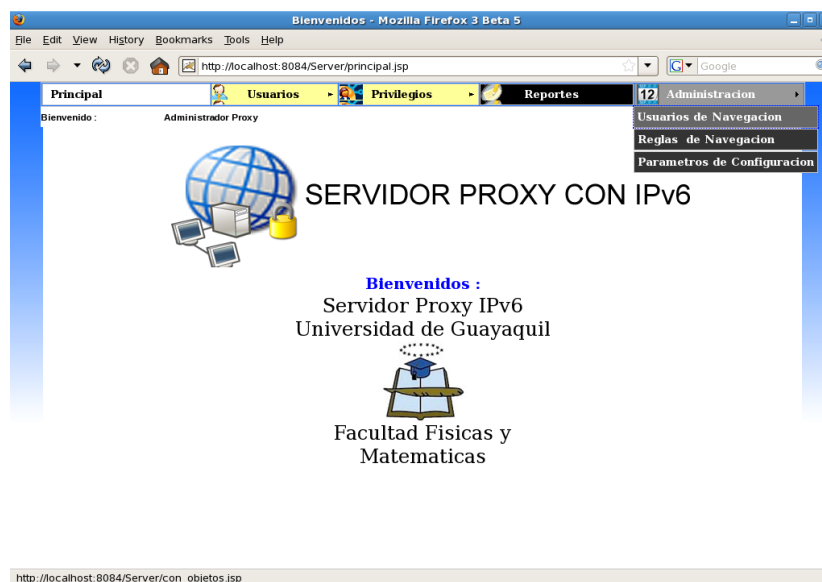 Bienvenidos - Mozilla Firefox 3 Beta 5
File Edit View History Bookmarks Tools Help
http://localhost:8084/Server/principal.jsp
G Google
Principal Usuarios Privilegios Reportes 12 Administracion
Bienvenido : Administrador Proxy
Usuarios de Navegacion
Reglas de Navegacion
Parametros de Configuracion
SERVIDOR PROXY CON IPv6
Bienvenidos :
Servidor Proxy IPv6
Universidad de Guayaquil
Facultad Fisicas y
Matematicas
http://localhost:8084/Server/con_objetos.jsp